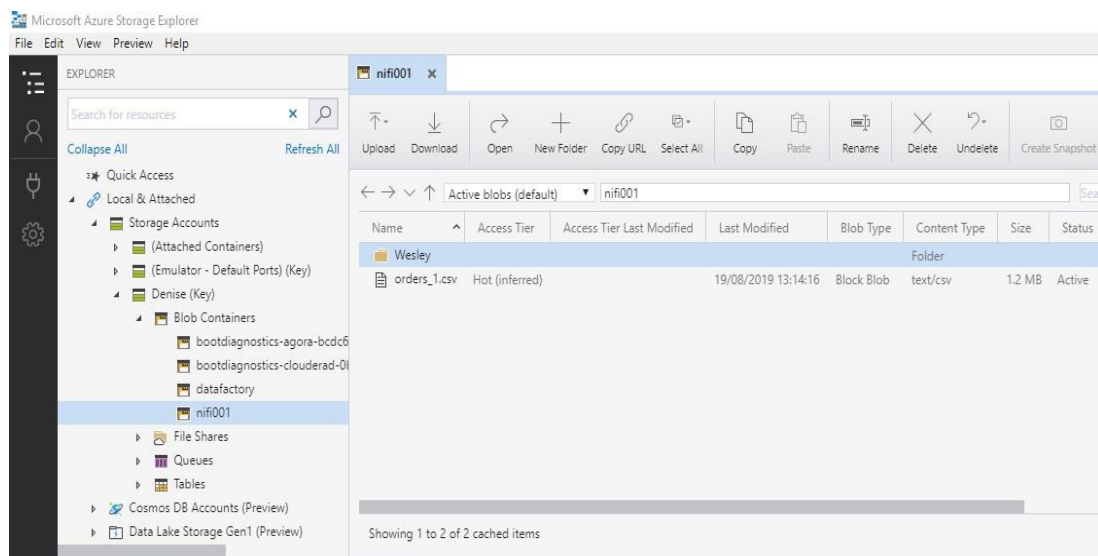 Microsoft Azure Storage Explorer
File Edit View Preview Help
EXPLORER
Search for resources
Collapse All Refresh All
Quick Access
Local & Attached
Storage Accounts
(Attached Containers)
(Emulator - Default Ports) (Key)
Denise (Key)
Blob Containers
bootdiagnostics-agora-bcdc6
bootdiagnostics-clouderad-0
datafactory
nifi001
File Shares
Queues
Tables
Cosmos DB Accounts (Preview)
Data Lake Storage Gen1 (Preview)
nifi001
Upload Download Open New Folder Copy URL Select All Copy Paste Rename Delete Undelete Create Snapshot
Active blobs (default) nifi001 Sea
Name Access Tier Access Tier Last Modified Last Modified Blob Type Content Type Size Status
Wesley Folder
orders_1.csv Hot (inferred) 19/08/2019 13:14:16 Block Blob text/csv 1.2 MB Active
Showing 1 to 2 of 2 cached items